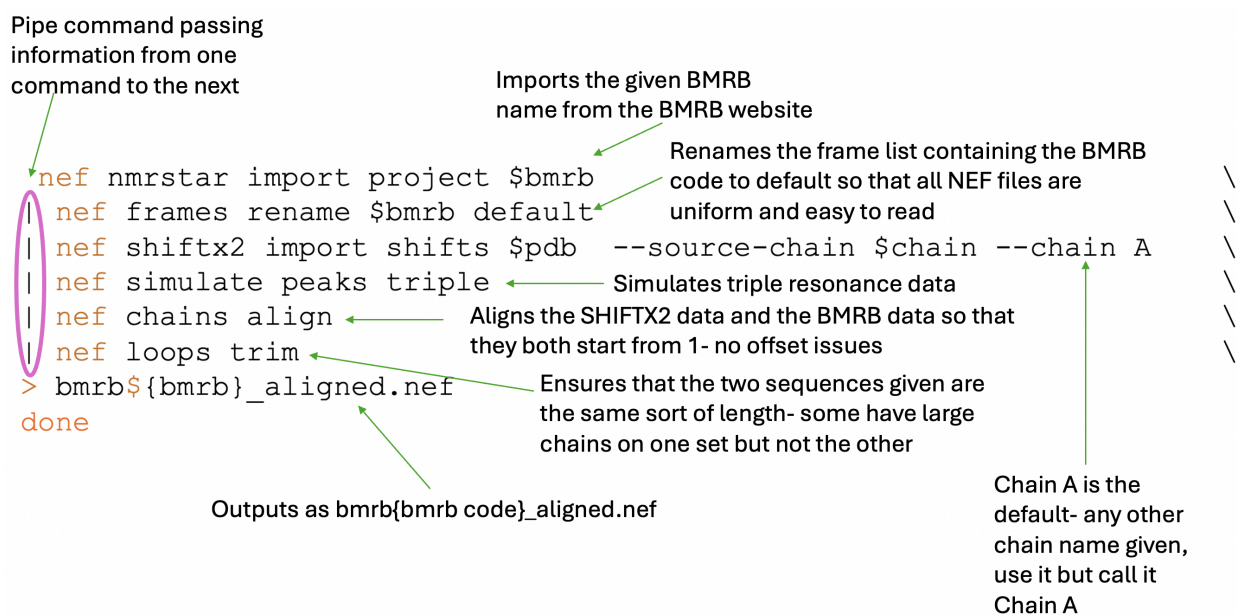 Pipe command passing
information from one
command to the next
Imports the given BMRB
name from the BMRB website
Renames the frame list containing the BMRB
code to default so that all NEF files are
uniform and easy to read
nef nmrstar import project $bmrb \
| nef frames rename $bmrb default \
| nef shiftx2 import shifts $pdb --source-chain $chain --chain A \
| nef simulate peaks triple \
Simulates triple resonance data
| nef chains align \
Aligns the SHIFTX2 data and the BMRB data so that
they both start from 1- no offset issues
| nef loops trim \
> bmrb${bmrb}_aligned.nef
done
Ensures that the two sequences given are
the same sort of length- some have large
chains on one set but not the other
Outputs as bmrb{bmrb code}_aligned.nef
Chain A is the
default- any other
chain name given,
use it but call it
Chain A